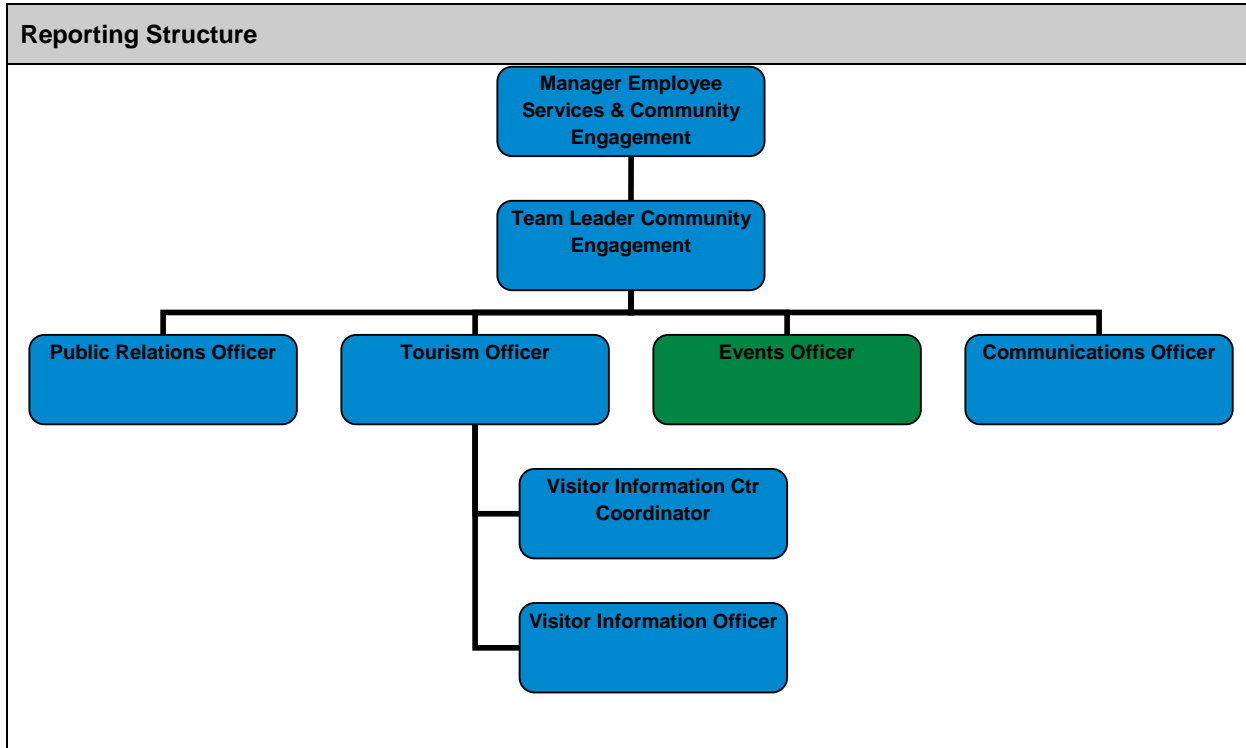 Reporting Structure
Manager Employee
Services & Community
Engagement
Team Leader Community
Engagement
Public Relations Officer
Tourism Officer
Events Officer
Communications Officer
Visitor Information Ctr
Coordinator
Visitor Information Officer